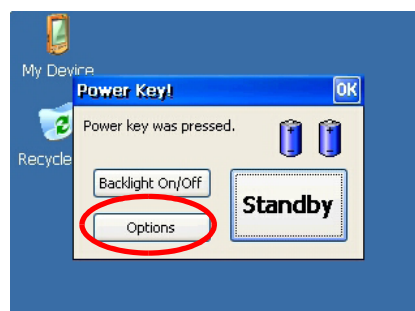 My Device
Power Key!
OK
Power key was pressed.
Recycle
Backlight On/Off
Standby
Options